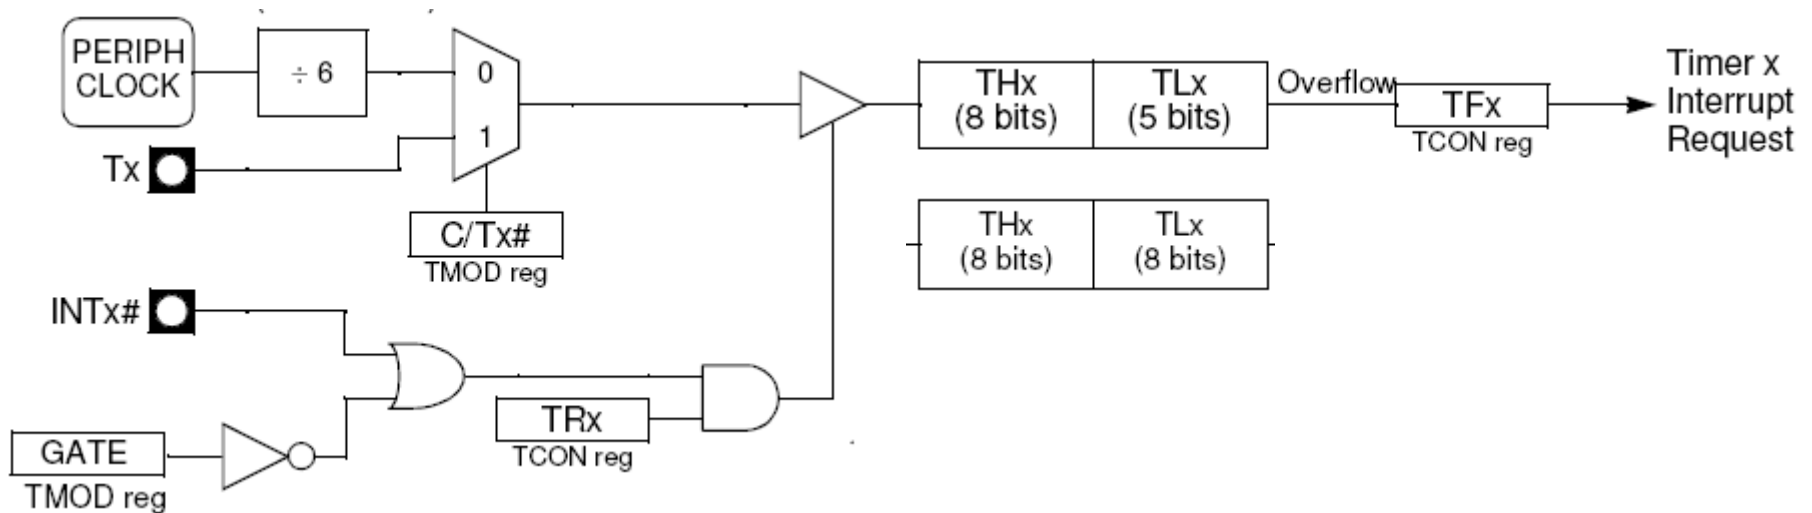 PERIPH
CLOCK
÷ 6
0
1
Tx
C/Tx#
TMOD reg
THx
(8 bits)
TLx
(5 bits)
Overflow
TFx
TCON reg
Timer x
Interrupt
Request
THx
(8 bits)
TLx
(8 bits)
INTx#
TRx
TCON reg
GATE
TMOD reg